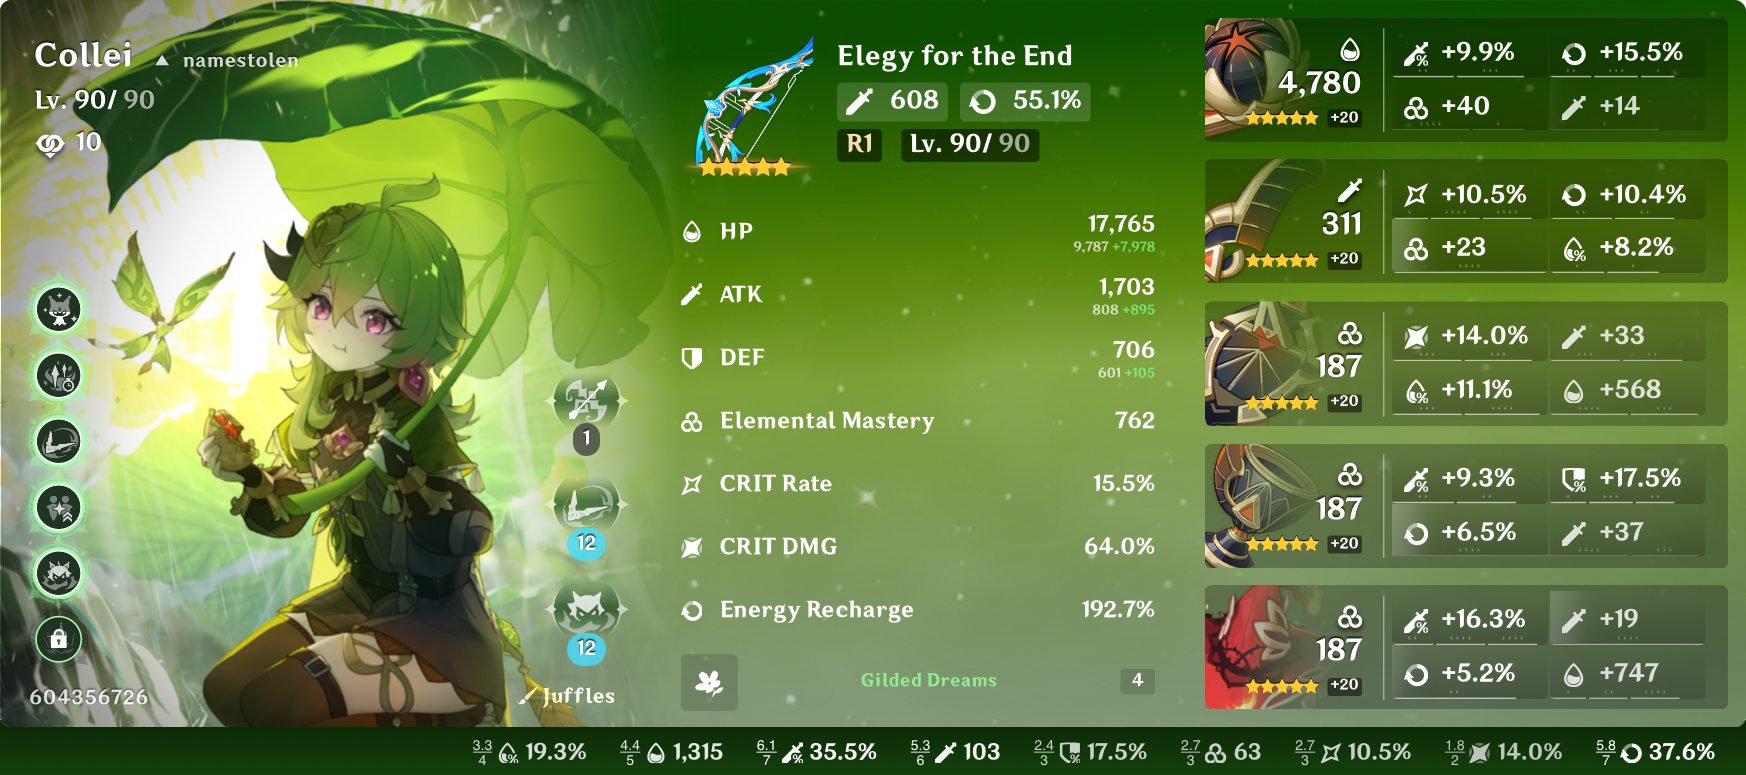 Collei ▲ namestolen
Lv. 90/ 90
10
1
12
12
604356726
Juffles
Elegy for the End
608 55.1%
R1 Lv. 90/ 90
HP 17,765
9,787 +7,978
ATK 1,703
808 +895
DEF 706
601 +105
Elemental Mastery 762
CRIT Rate 15.5%
CRIT DMG 64.0%
Energy Recharge 192.7%
Gilded Dreams 4
4,780
+20
+9.9% +15.5%
+40 +14
311
+20
+10.5% +10.4%
+23 +8.2%
187
+20
+14.0% +33
+11.1% +568
187
+20
+9.3% +17.5%
+6.5% +37
187
+20
+16.3% +19
+5.2% +747
3.3/4 19.3% 4.4/5 1,315 6.1/7 35.5% 5.3/6 103 2.4/3 17.5% 2.7/3 63 2.7/3 10.5% 1.8/2 14.0% 5.8/7 37.6%